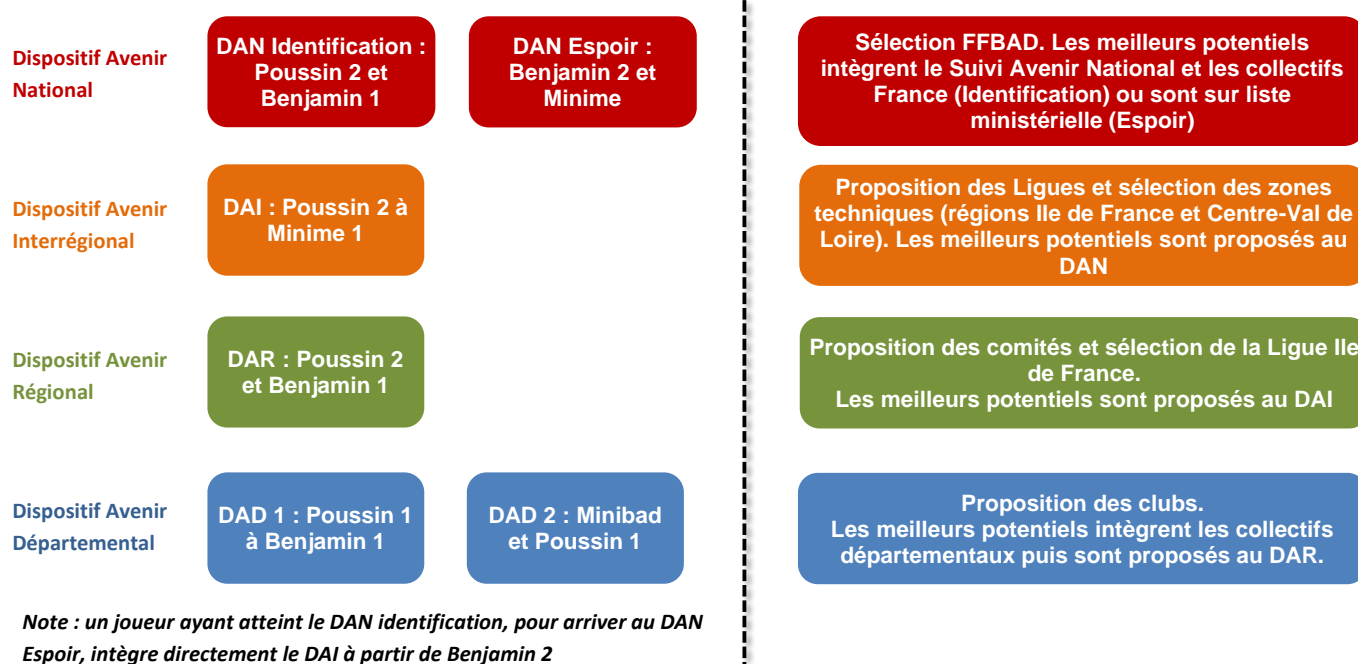 Dispositif Avenir
National
DAN Identification :
Poussin 2 et
Benjamin 1
DAN Espoir :
Benjamin 2 et
Minime
Sélection FFBAD. Les meilleurs potentiels
intègrent le Suivi Avenir National et les collectifs
France (Identification) ou sont sur liste
ministérielle (Espoir)
Dispositif Avenir
Interrégional
DAI : Poussin 2 à
Minime 1
Proposition des Ligues et sélection des zones
techniques (régions Ile de France et Centre-Val de
Loire). Les meilleurs potentiels sont proposés au
DAN
Dispositif Avenir
Régional
DAR : Poussin 2
et Benjamin 1
Proposition des comités et sélection de la Ligue Ile
de France.
Les meilleurs potentiels sont proposés au DAI
Dispositif Avenir
Départemental
DAD 1 : Poussin 1
à Benjamin 1
DAD 2 : Minibad
et Poussin 1
Proposition des clubs.
Les meilleurs potentiels intègrent les collectifs
départementaux puis sont proposés au DAR.
Note : un joueur ayant atteint le DAN identification, pour arriver au DAN
Espoir, intègre directement le DAI à partir de Benjamin 2